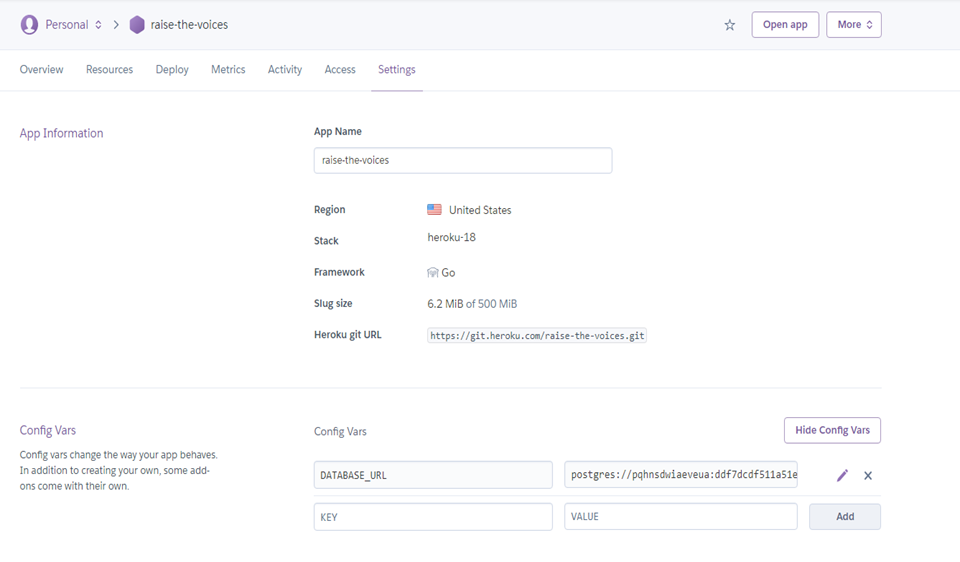 Personal raise-the-voices Open app More
Overview Resources Deploy Metrics Activity Access Settings
App Information
App Name
raise-the-voices
Region United States
Stack heroku-18
Framework Go
Slug size 6.2 MiB of 500 MiB
Heroku git URL https://git.heroku.com/raise-the-voices.git
Config Vars
Config vars change the way your app behaves.
In addition to creating your own, some add-
ons come with their own.
Config Vars Hide Config Vars
DATABASE_URL postgres://pqhnsdwiaeveua:ddf7dcdf511a51e
KEY VALUE Add